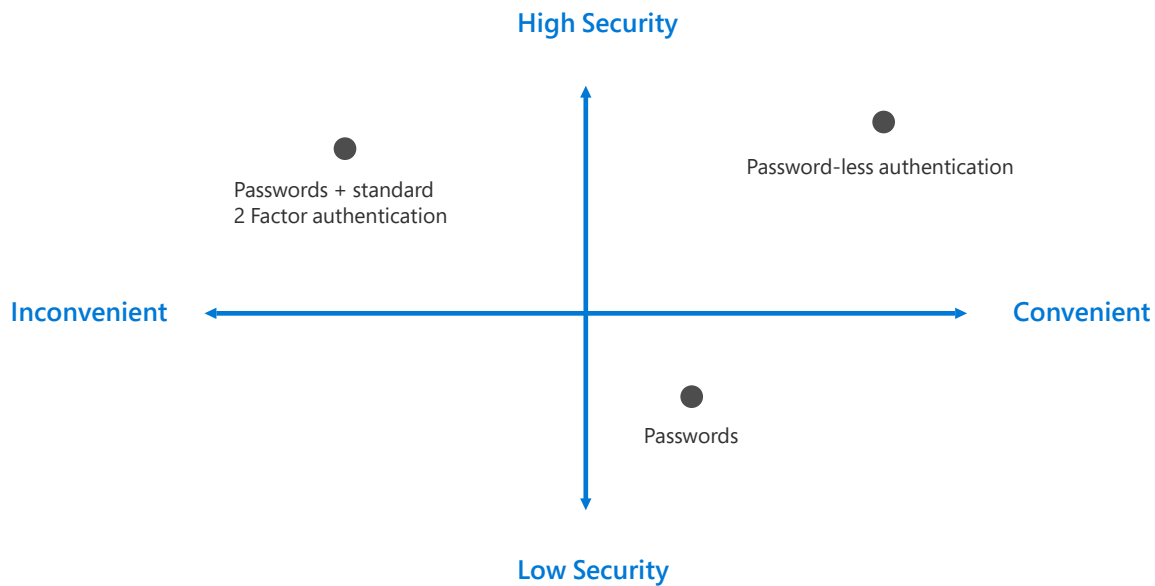 High Security
Password-less authentication
Passwords + standard
2 Factor authentication
Inconvenient
Convenient
Passwords
Low Security